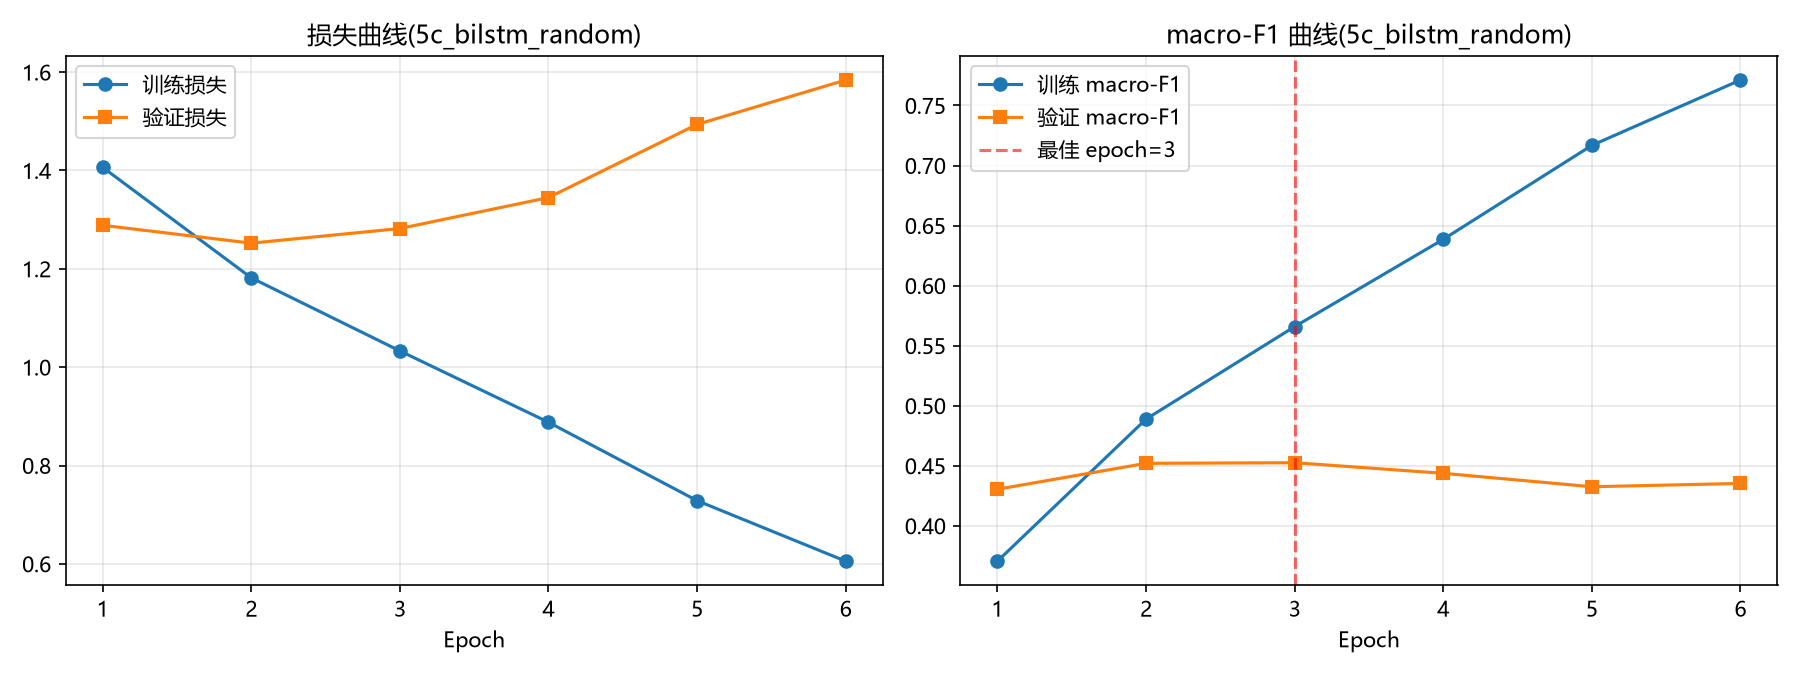 损失曲线(5c_bilstm_random)
训练损失
验证损失
1.6
1.4
1.2
1.0
0.8
0.6
1 2 3 4 5 6
Epoch
macro-F1 曲线(5c_bilstm_random)
训练 macro-F1
验证 macro-F1
最佳 epoch=3
0.75
0.70
0.65
0.60
0.55
0.50
0.45
0.40
1 2 3 4 5 6
Epoch